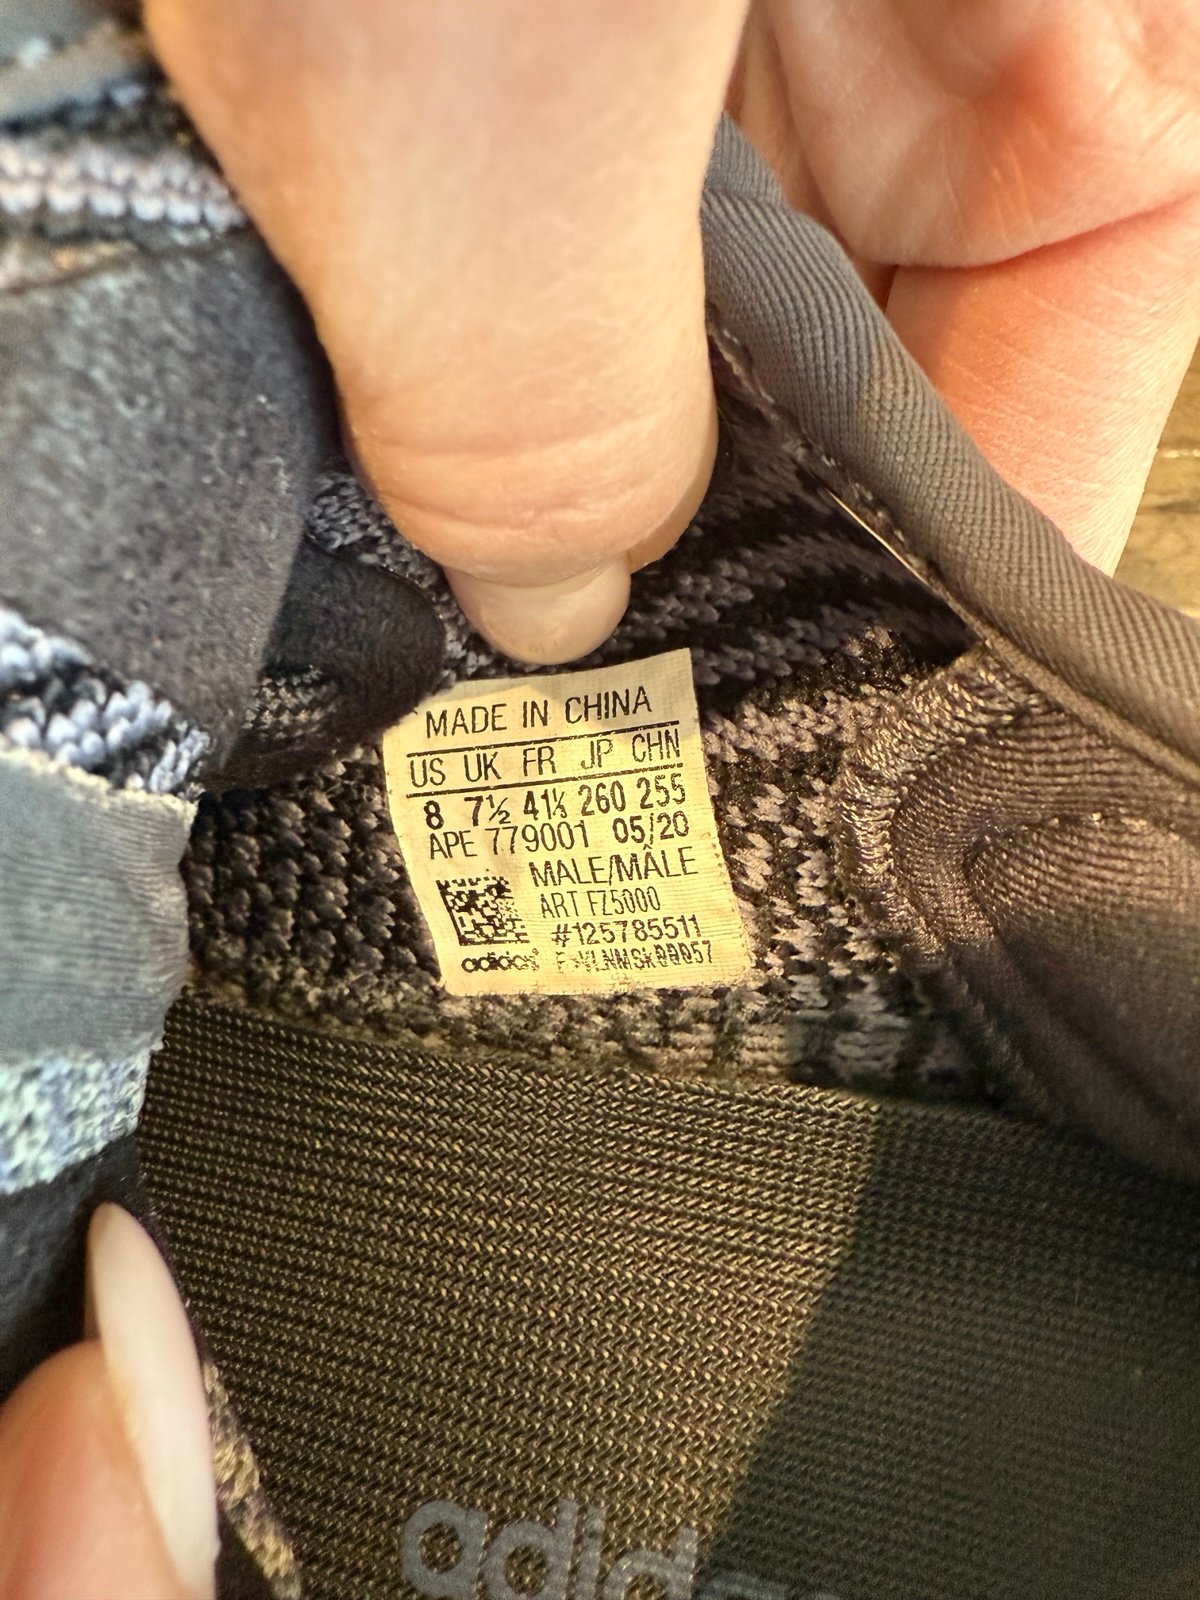 MADE IN CHINA
US UK FR JP CHN
8 7½ 41⅓ 260 255
APE 779001 05/20
MALE/MÂLE
ART FZ5000
#125785511
adidas